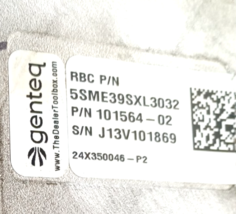 genteq
www.TheDealerToolbox.com
RBC P/N
5SME39SXL3032
P/N 101564-02
S/N J13V101869
24X350046-P2